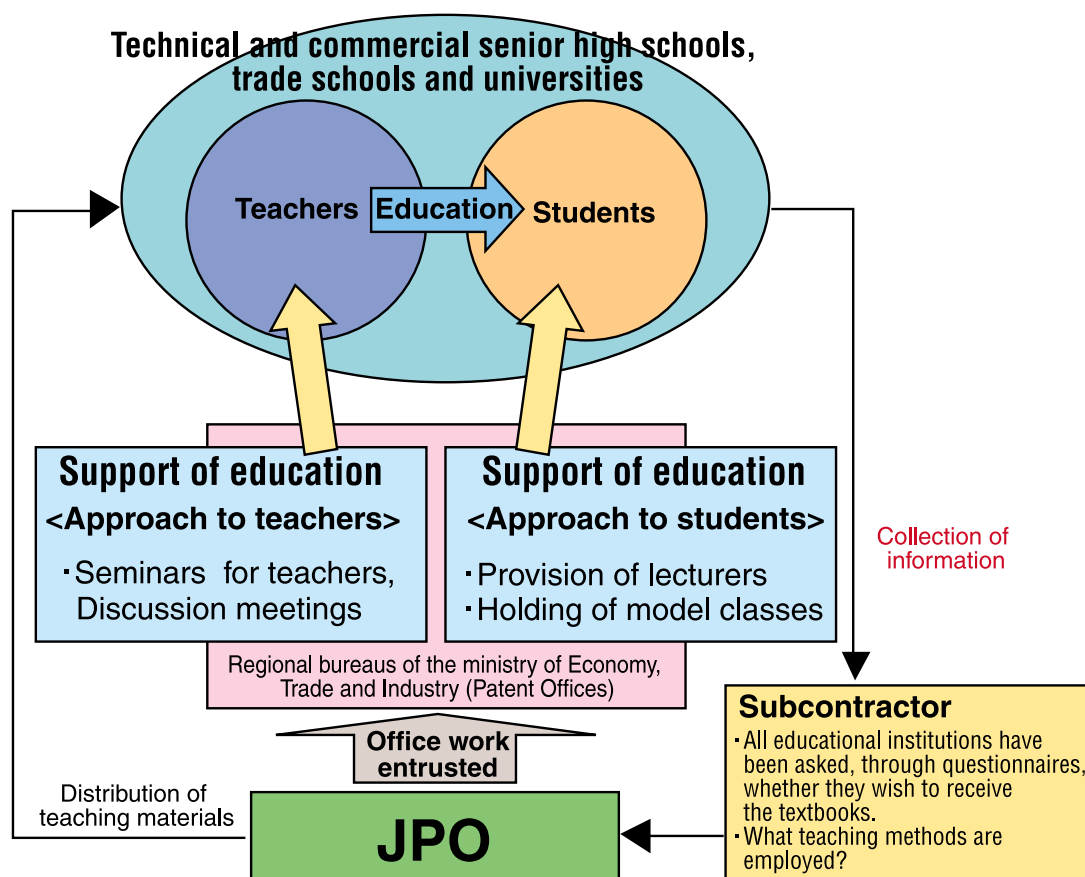 Technical and commercial senior high schools,
trade schools and universities
Teachers
Education
Students
Support of education
<Approach to teachers>
・Seminars for teachers,
Discussion meetings
Support of education
<Approach to students>
・Provision of lecturers
・Holding of model classes
Collection of
information
Regional bureaus of the ministry of Economy,
Trade and Industry (Patent Offices)
Office work
entrusted
Distribution of
teaching materials
JPO
Subcontractor
・All educational institutions have
been asked, through questionnaires,
whether they wish to receive
the textbooks.
・What teaching methods are
employed?